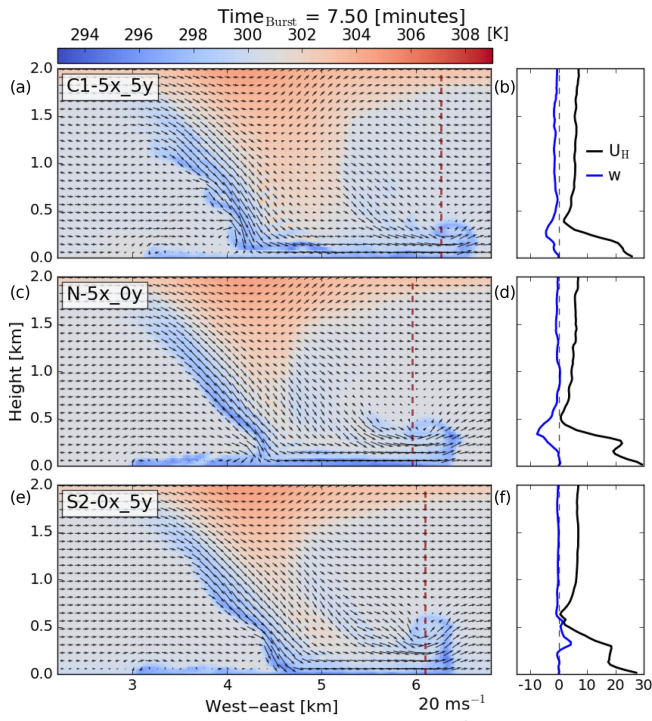 Time_Burst = 7.50 [minutes]
294 296 298 300 302 304 306 308 [K]
(a) C1-5x_5y (b)
2.0
1.5
1.0
0.5
0.0
U_H
w
(c) N-5x_0y (d)
2.0
1.5
1.0
0.5
0.0
Height [km]
(e) S2-0x_5y (f)
2.0
1.5
1.0
0.5
0.0
3 4 5 6 -10 0 10 20 30
West−east [km] 20 ms⁻¹